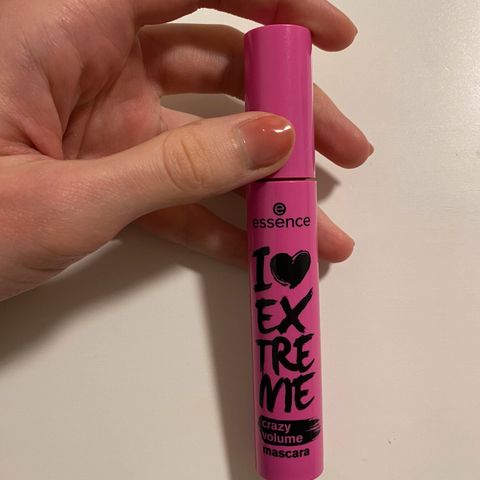 essence
I ♥
EX
TRE
ME
crazy
volume
mascara